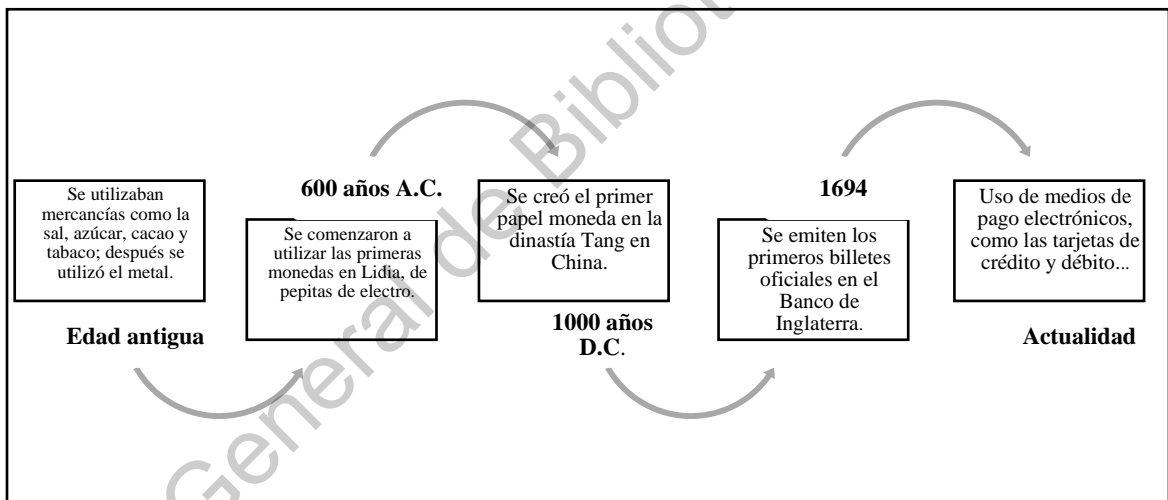 Se utilizaban
mercancías como la
sal, azúcar, cacao y
tabaco; después se
utilizó el metal.
Edad antigua
600 años A.C.
Se comenzaron a
utilizar las primeras
monedas en Lidia, de
pepitas de electro.
Se creó el primer
papel moneda en la
dinastía Tang en
China.
1000 años
D.C.
1694
Se emiten los
primeros billetes
oficiales en el
Banco de
Inglaterra.
Uso de medios de
pago electrónicos,
como las tarjetas de
crédito y débito...
Actualidad
General de Bibliot